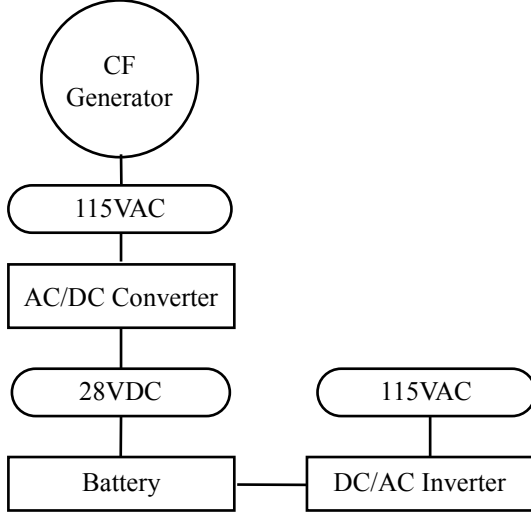 CF
Generator
115VAC
AC/DC Converter
28VDC
115VAC
Battery
DC/AC Inverter